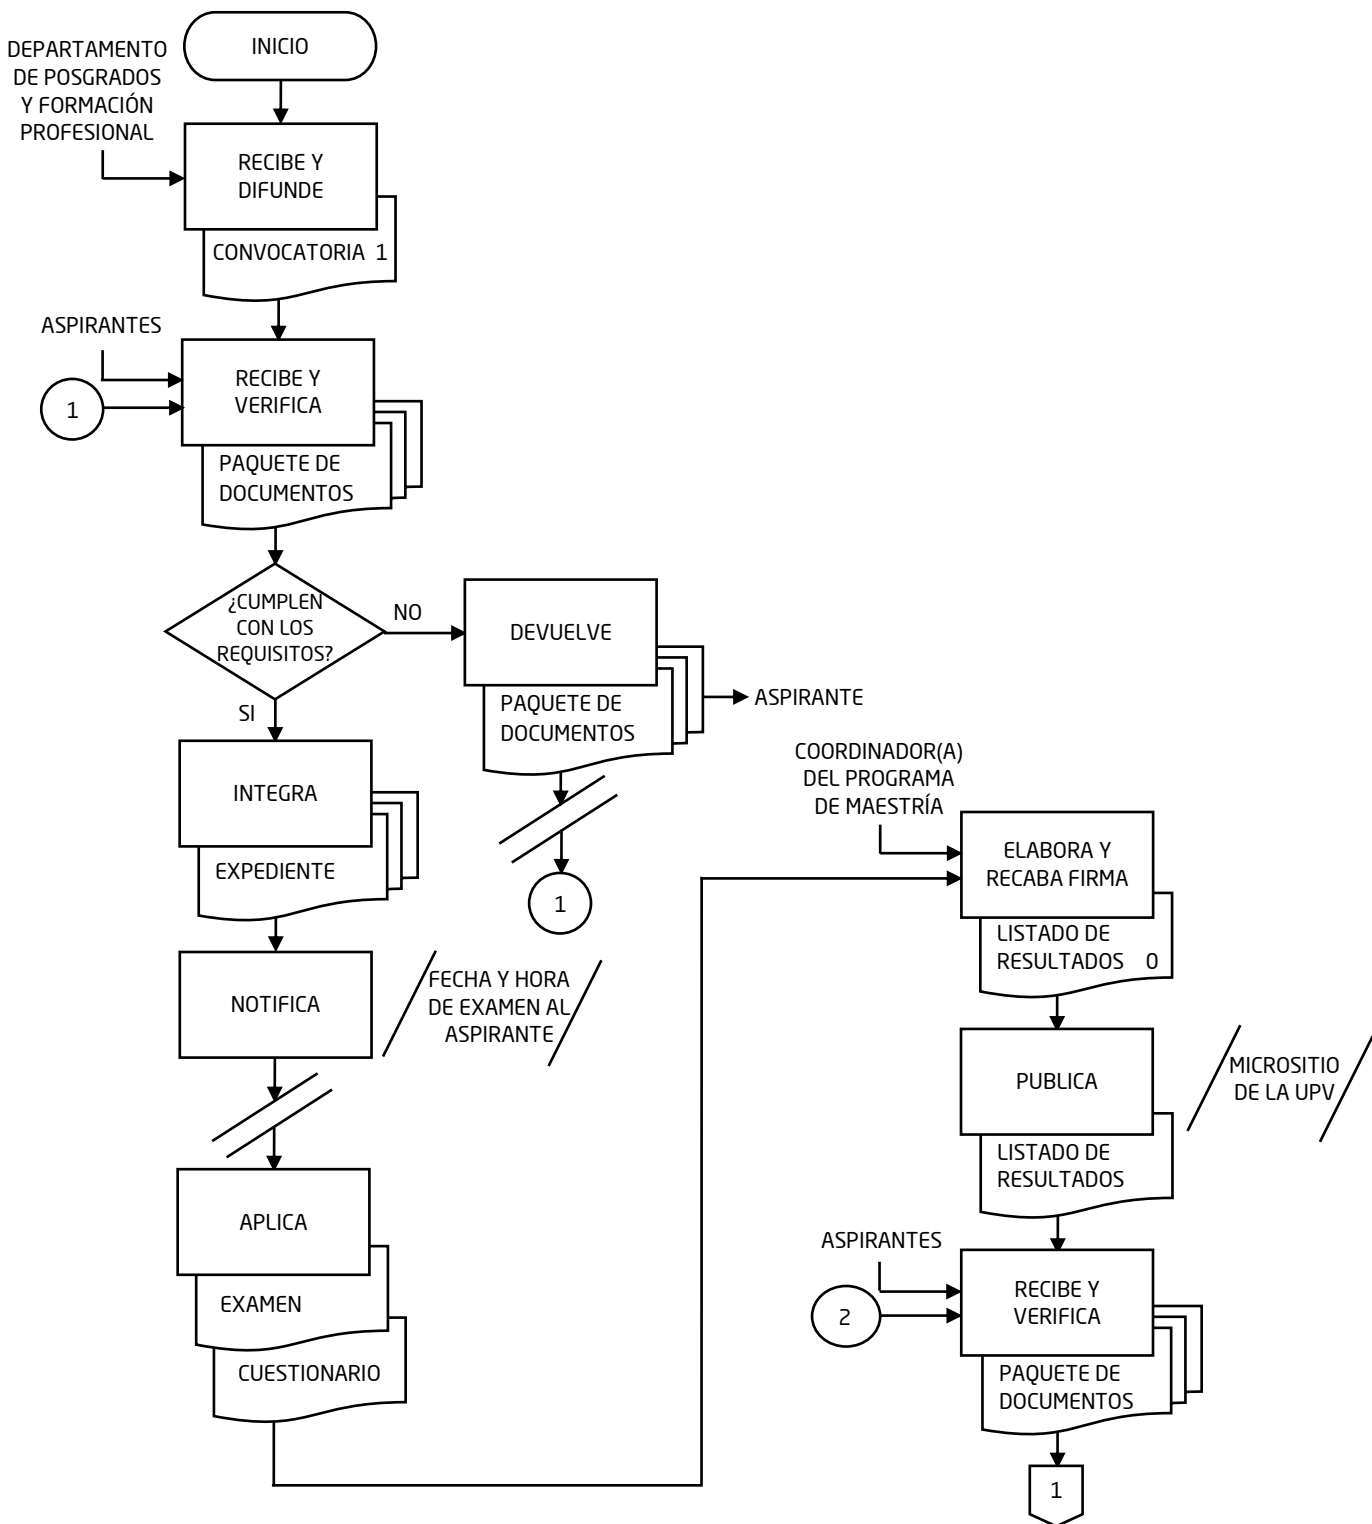 INICIO
DEPARTAMENTO
DE POSGRADOS
Y FORMACIÓN
PROFESIONAL
RECIBE Y
DIFUNDE
CONVOCATORIA 1
ASPIRANTES
1
RECIBE Y
VERIFICA
PAQUETE DE
DOCUMENTOS
¿CUMPLEN
CON LOS
REQUISITOS?
NO
DEVUELVE
PAQUETE DE
DOCUMENTOS
ASPIRANTE
1
SI
INTEGRA
EXPEDIENTE
NOTIFICA
FECHA Y HORA
DE EXAMEN AL
ASPIRANTE
APLICA
EXAMEN
CUESTIONARIO
COORDINADOR(A)
DEL PROGRAMA
DE MAESTRÍA
ELABORA Y
RECABA FIRMA
LISTADO DE
RESULTADOS 0
PUBLICA
MICROSITIO
DE LA UPV
LISTADO DE
RESULTADOS
ASPIRANTES
2
RECIBE Y
VERIFICA
PAQUETE DE
DOCUMENTOS
1